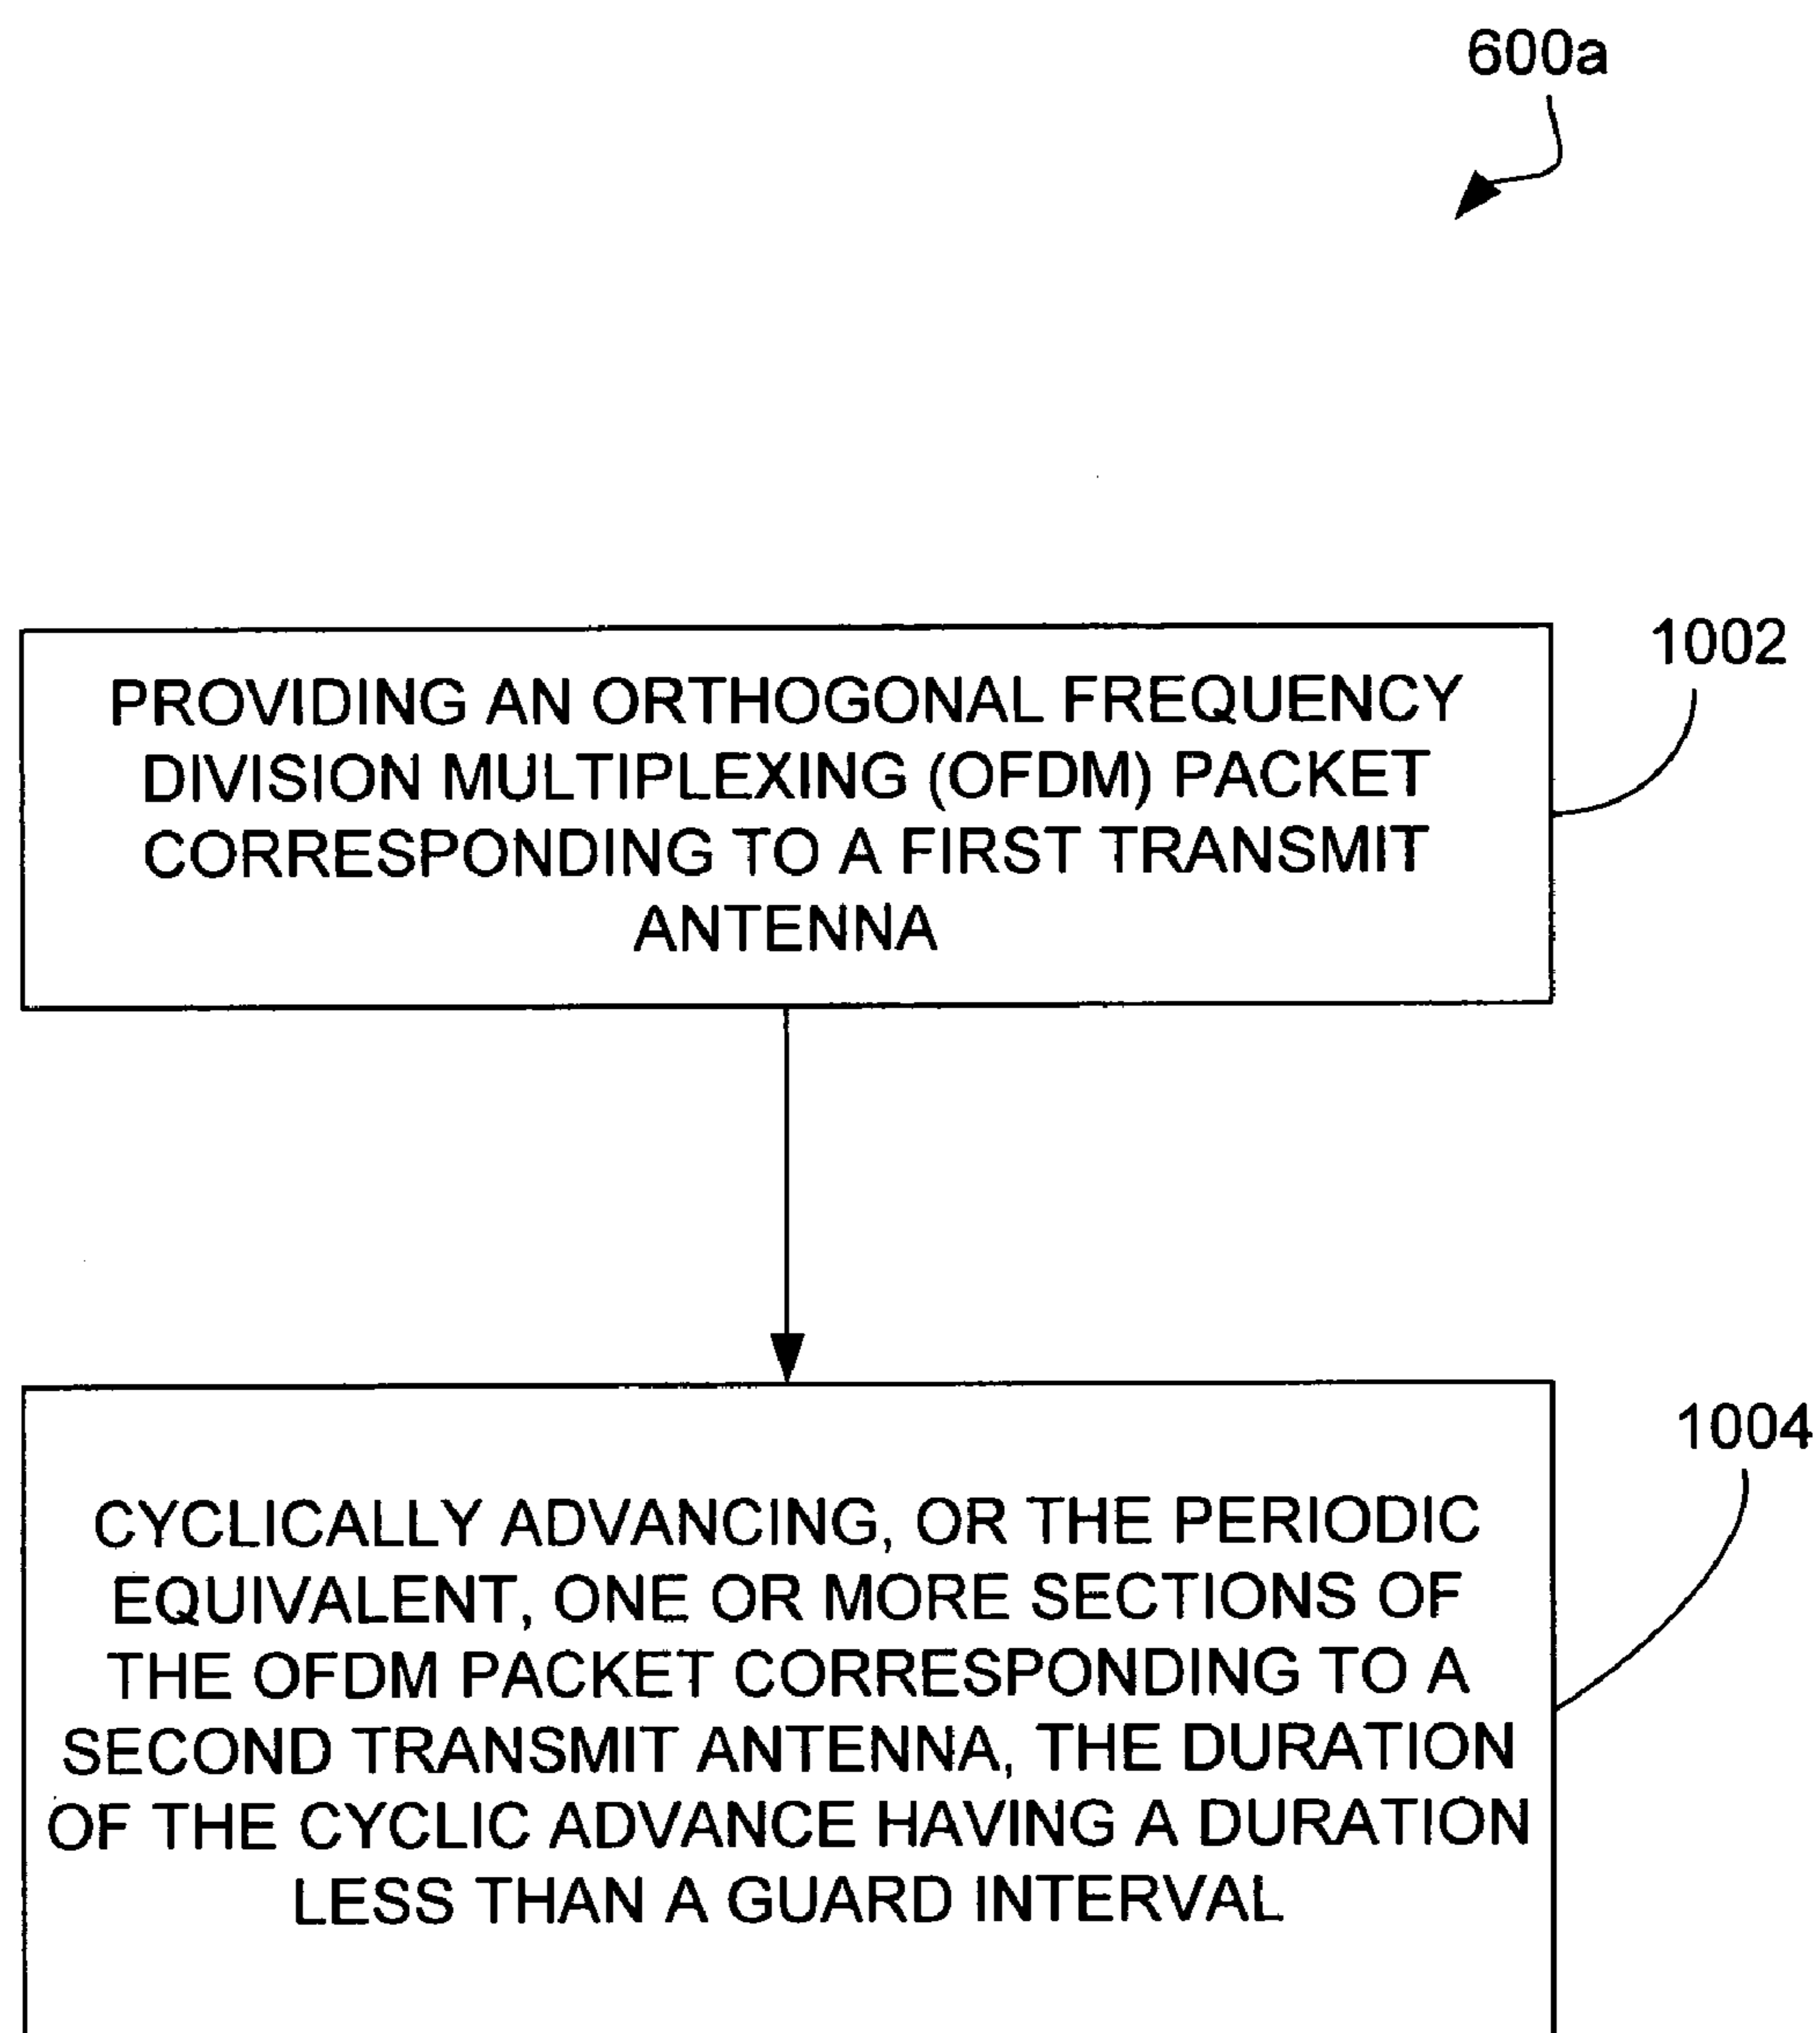 600a
1002
PROVIDING AN ORTHOGONAL FREQUENCY
DIVISION MULTIPLEXING (OFDM) PACKET
CORRESPONDING TO A FIRST TRANSMIT
ANTENNA
1004
CYCLICALLY ADVANCING, OR THE PERIODIC
EQUIVALENT, ONE OR MORE SECTIONS OF
THE OFDM PACKET CORRESPONDING TO A
SECOND TRANSMIT ANTENNA, THE DURATION
OF THE CYCLIC ADVANCE HAVING A DURATION
LESS THAN A GUARD INTERVAL